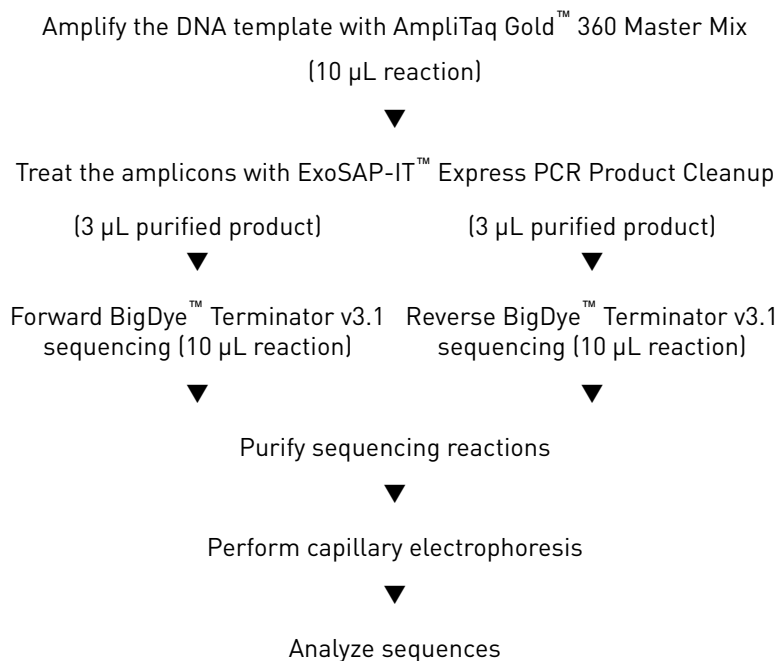 Amplify the DNA template with AmpliTaq Gold™ 360 Master Mix
(10 µL reaction)
Treat the amplicons with ExoSAP-IT™ Express PCR Product Cleanup
(3 µL purified product)
(3 µL purified product)
Forward BigDye™ Terminator v3.1
sequencing (10 µL reaction)
Reverse BigDye™ Terminator v3.1
sequencing (10 µL reaction)
Purify sequencing reactions
Perform capillary electrophoresis
Analyze sequences